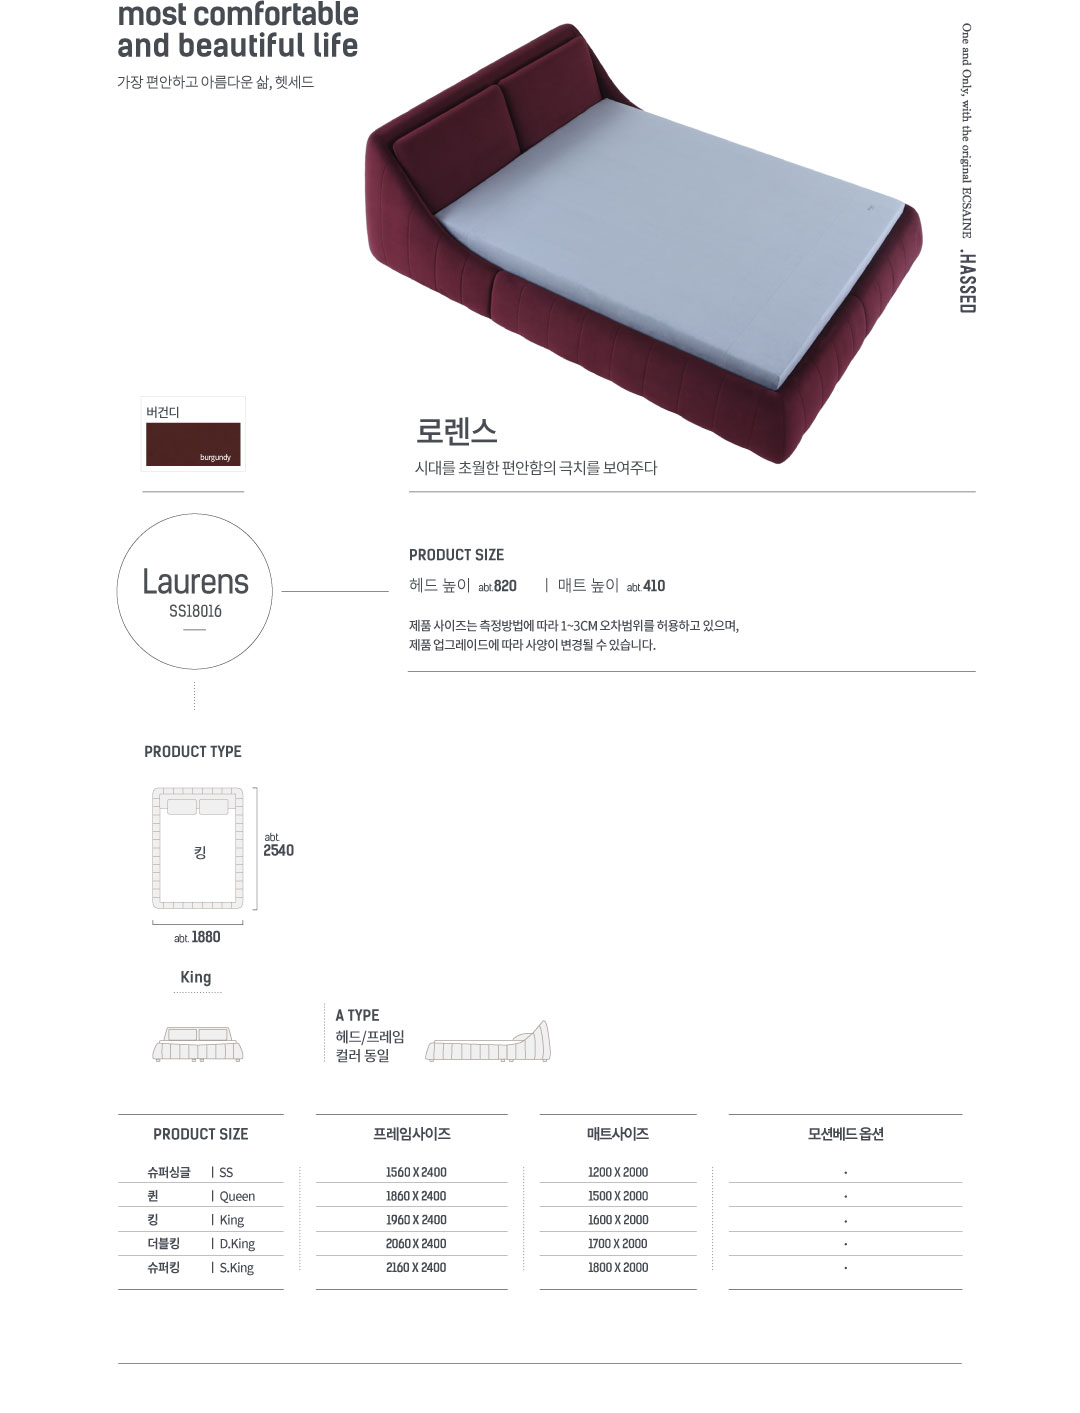 most comfortable
and beautiful life
가장 편안하고 아름다운 삶, 헷세드
One and Only, with the original ECSAINE .HASSED
버건디
burgundy
로렌스
시대를 초월한 편안함의 극치를 보여주다
Laurens
SS18016
PRODUCT SIZE
헤드 높이 abt.820 | 매트 높이 abt.410
제품 사이즈는 측정방법에 따라 1~3CM 오차범위를 허용하고 있으며,
제품 업그레이드에 따라 사양이 변경될 수 있습니다.
PRODUCT TYPE
킹
abt.
2540
abt. 1880
King
A TYPE
헤드/프레임
컬러 동일
PRODUCT SIZE 프레임사이즈 매트사이즈 모션베드 옵션
슈퍼싱글 | SS 1560 X 2400 1200 X 2000 •
퀸 | Queen 1860 X 2400 1500 X 2000 •
킹 | King 1960 X 2400 1600 X 2000 •
더블킹 | D.King 2060 X 2400 1700 X 2000 •
슈퍼킹 | S.King 2160 X 2400 1800 X 2000 •